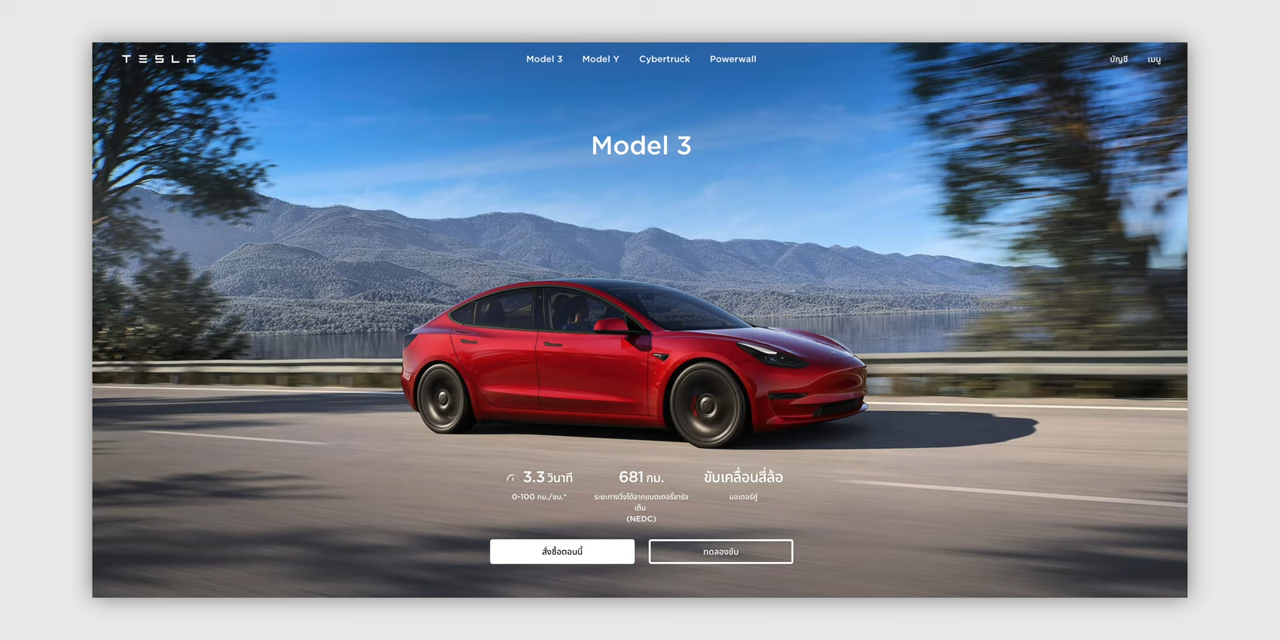 TESLA
Model 3 Model Y Cybertruck Powerwall
บัญชี เมนู
Model 3
3.3 วินาที
0-100 กม./ชม.*
681 กม.
ระยะทางวิ่งได้จากแบตเตอรี่ชาร์จ
เต็ม
(NEDC)
ขับเคลื่อนสี่ล้อ
มอเตอร์คู่
สั่งซื้อตอนนี้
ทดลองขับ